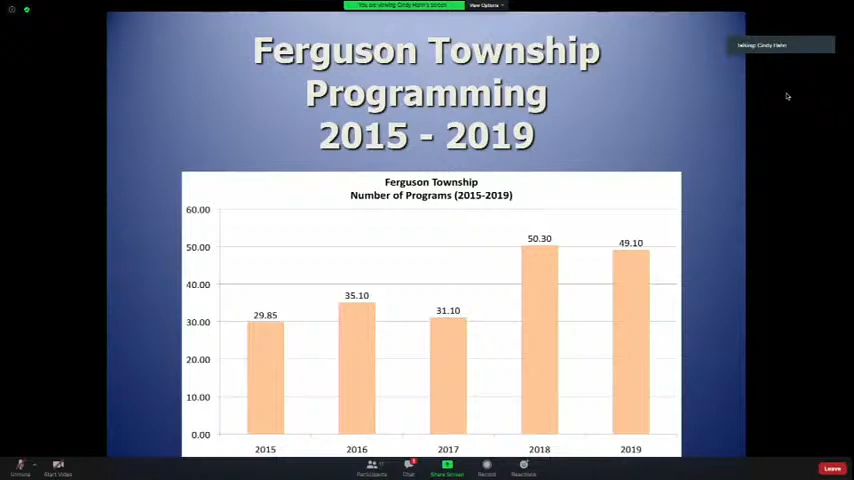 You are viewing Cindy Hahn's screen
View Options
Talking: Cindy Hahn
Ferguson Township
Programming
2015 - 2019
Ferguson Township
Number of Programs (2015-2019)
60.00
50.00
40.00
30.00
20.00
10.00
0.00
29.85
35.10
31.10
50.30
49.10
2015
2016
2017
2018
2019
Unmute
Start Video
Participants
Chat
Share Screen
Record
Reactions
Leave